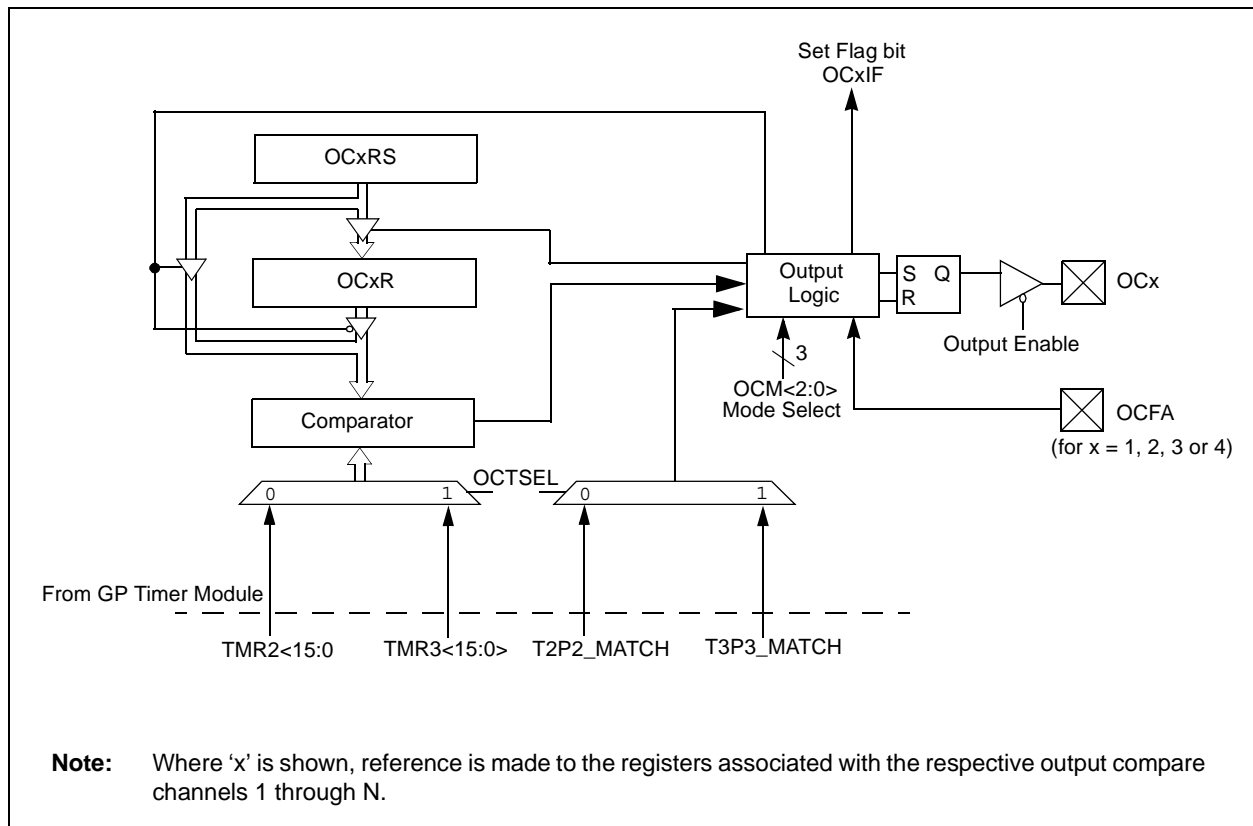 Set Flag bit
OCxIF
OCxRS
OCxR
Output
Logic
S Q
R
OCx
Output Enable
3
OCM<2:0>
Mode Select
OCFA
(for x = 1, 2, 3 or 4)
Comparator
0 1
OCTSEL
0 1
From GP Timer Module
TMR2<15:0
TMR3<15:0>
T2P2_MATCH
T3P3_MATCH
Note: Where ‘x’ is shown, reference is made to the registers associated with the respective output compare
channels 1 through N.